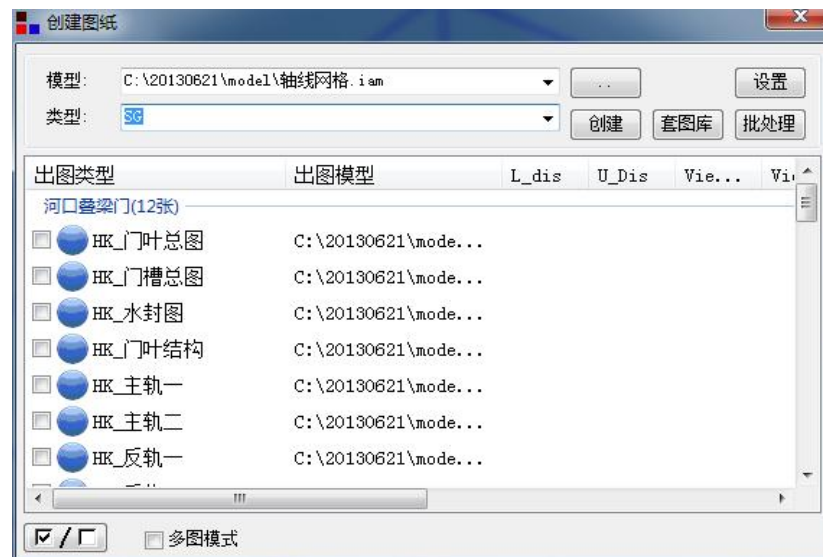 创建图纸
模型: C:\20130621\model\轴线网格.iam .. 设置
类型: SG 创建 套图库 批处理
出图类型 出图模型 L_dis U_Dis Vie... Vi
河口叠梁门(12张)
HK_门叶总图 C:\20130621\mode...
HK_门槽总图 C:\20130621\mode...
HK_水封图 C:\20130621\mode...
HK_门叶结构 C:\20130621\mode...
HK_主轨一 C:\20130621\mode...
HK_主轨二 C:\20130621\mode...
HK_反轨一 C:\20130621\mode...
多图模式